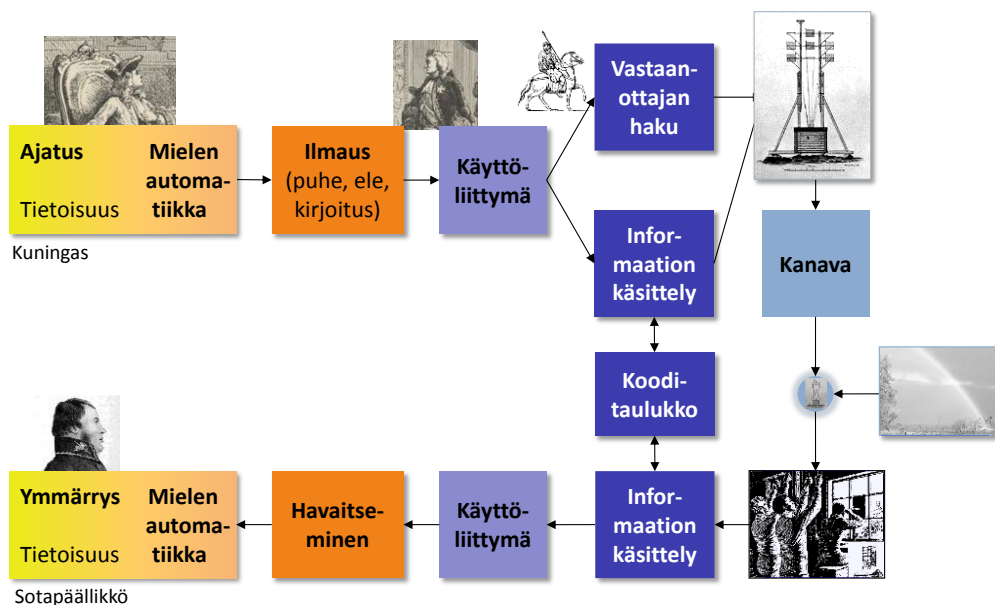 Ajatus
Tietoisuus
Mielen
automa-
tiikka
Kuningas
Ilmaus
(puhe, ele,
kirjoitus)
Käyttö-
liittymä
Vastaan-
ottajan
haku
Infor-
maation
käsittely
Kanava
Koodi-
taulukko
Infor-
maation
käsittely
Käyttö-
liittymä
Havaitse-
minen
Ymmärrys
Tietoisuus
Mielen
automa-
tiikka
Sotapäällikkö